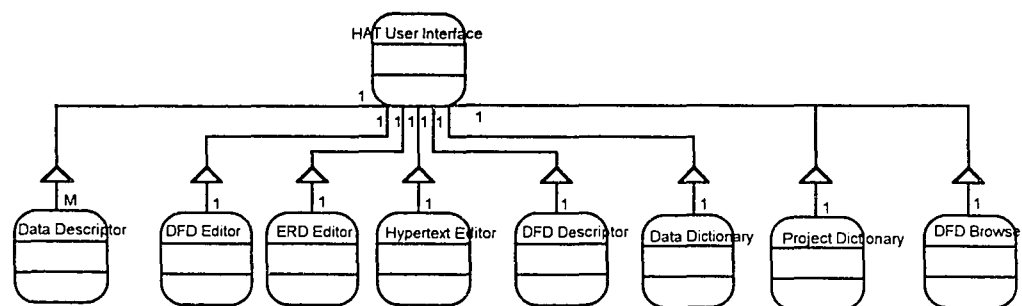 HAT User Interface
1
1 1 1 1 1 1
M 1 1 1 1 1 1 1
Data Descriptor DFD Editor ERD Editor Hypertext Editor DFD Descriptor Data Dictionary Project Dictionary DFD Browse